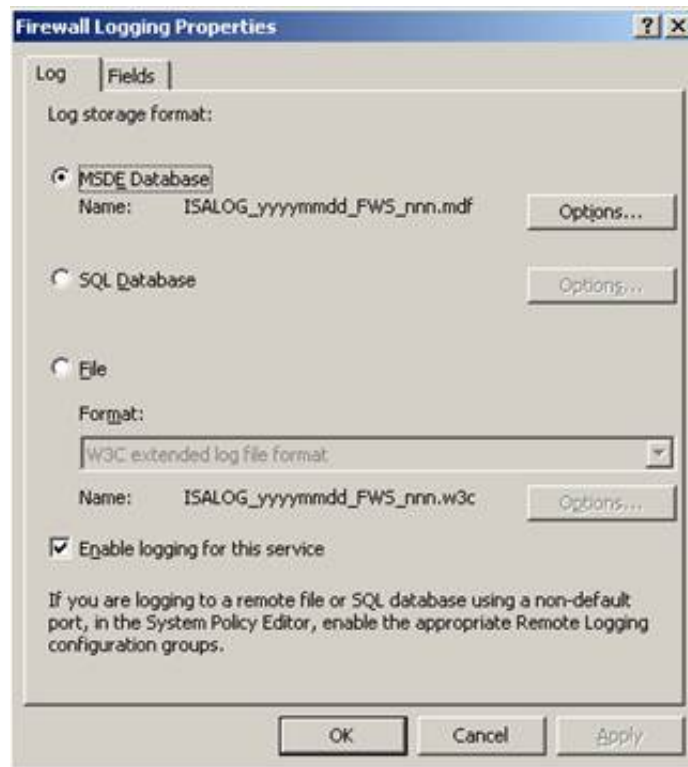 Firewall Logging Properties
Log
Fields
Log storage format:
MSDE Database
Name: ISALOG_yyyymmdd_FWS_nnn.mdf
Options...
SQL Database
Options...
File
Format:
W3C extended log file format
Name: ISALOG_yyyymmdd_FWS_nnn.w3c
Options...
Enable logging for this service
If you are logging to a remote file or SQL database using a non-default
port, in the System Policy Editor, enable the appropriate Remote Logging
configuration groups.
OK
Cancel
Apply